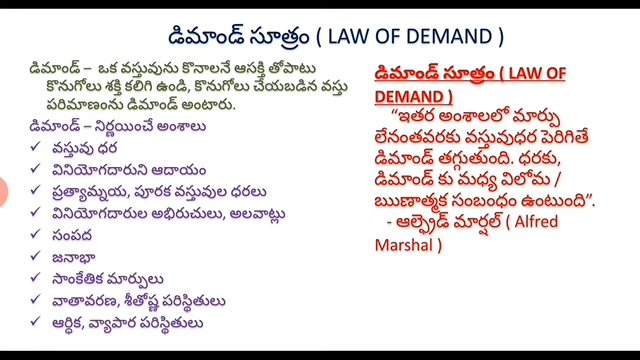 డిమాండ్ సూత్రం ( LAW OF DEMAND )
డిమాండ్ – ఒక వస్తువును కొనాలనే ఆసక్తి తోపాటు
కొనుగోలు శక్తి కలిగి ఉండి, కొనుగోలు చేయబడిన వస్తు
పరిమాణంను డిమాండ్ అంటారు.
డిమాండ్ – నిర్ణయించే అంశాలు
✓ వస్తువు ధర
✓ వినియోగదారుని ఆదాయం
✓ ప్రత్యామ్నయ, పూరక వస్తువుల ధరలు
✓ వినియోగదారుల అభిరుచులు, అలవాట్లు
✓ సంపద
✓ జనాభా
✓ సాంకేతిక మార్పులు
✓ వాతావరణ, శీతోష్ణ పరిస్థితులు
✓ ఆర్ధిక, వ్యాపార పరిస్థితులు
డిమాండ్ సూత్రం ( LAW OF
DEMAND )
“ఇతర అంశాలలో మార్పు
లేనంతవరకు వస్తువుధర పెరిగితే
డిమాండ్ తగ్గుతుంది. ధరకు,
డిమాండ్ కు మధ్య విలోమ /
ఋణాత్మక సంబంధం ఉంటుంది”.
- ఆల్ఫ్రెడ్ మార్షల్ ( Alfred
Marshal )